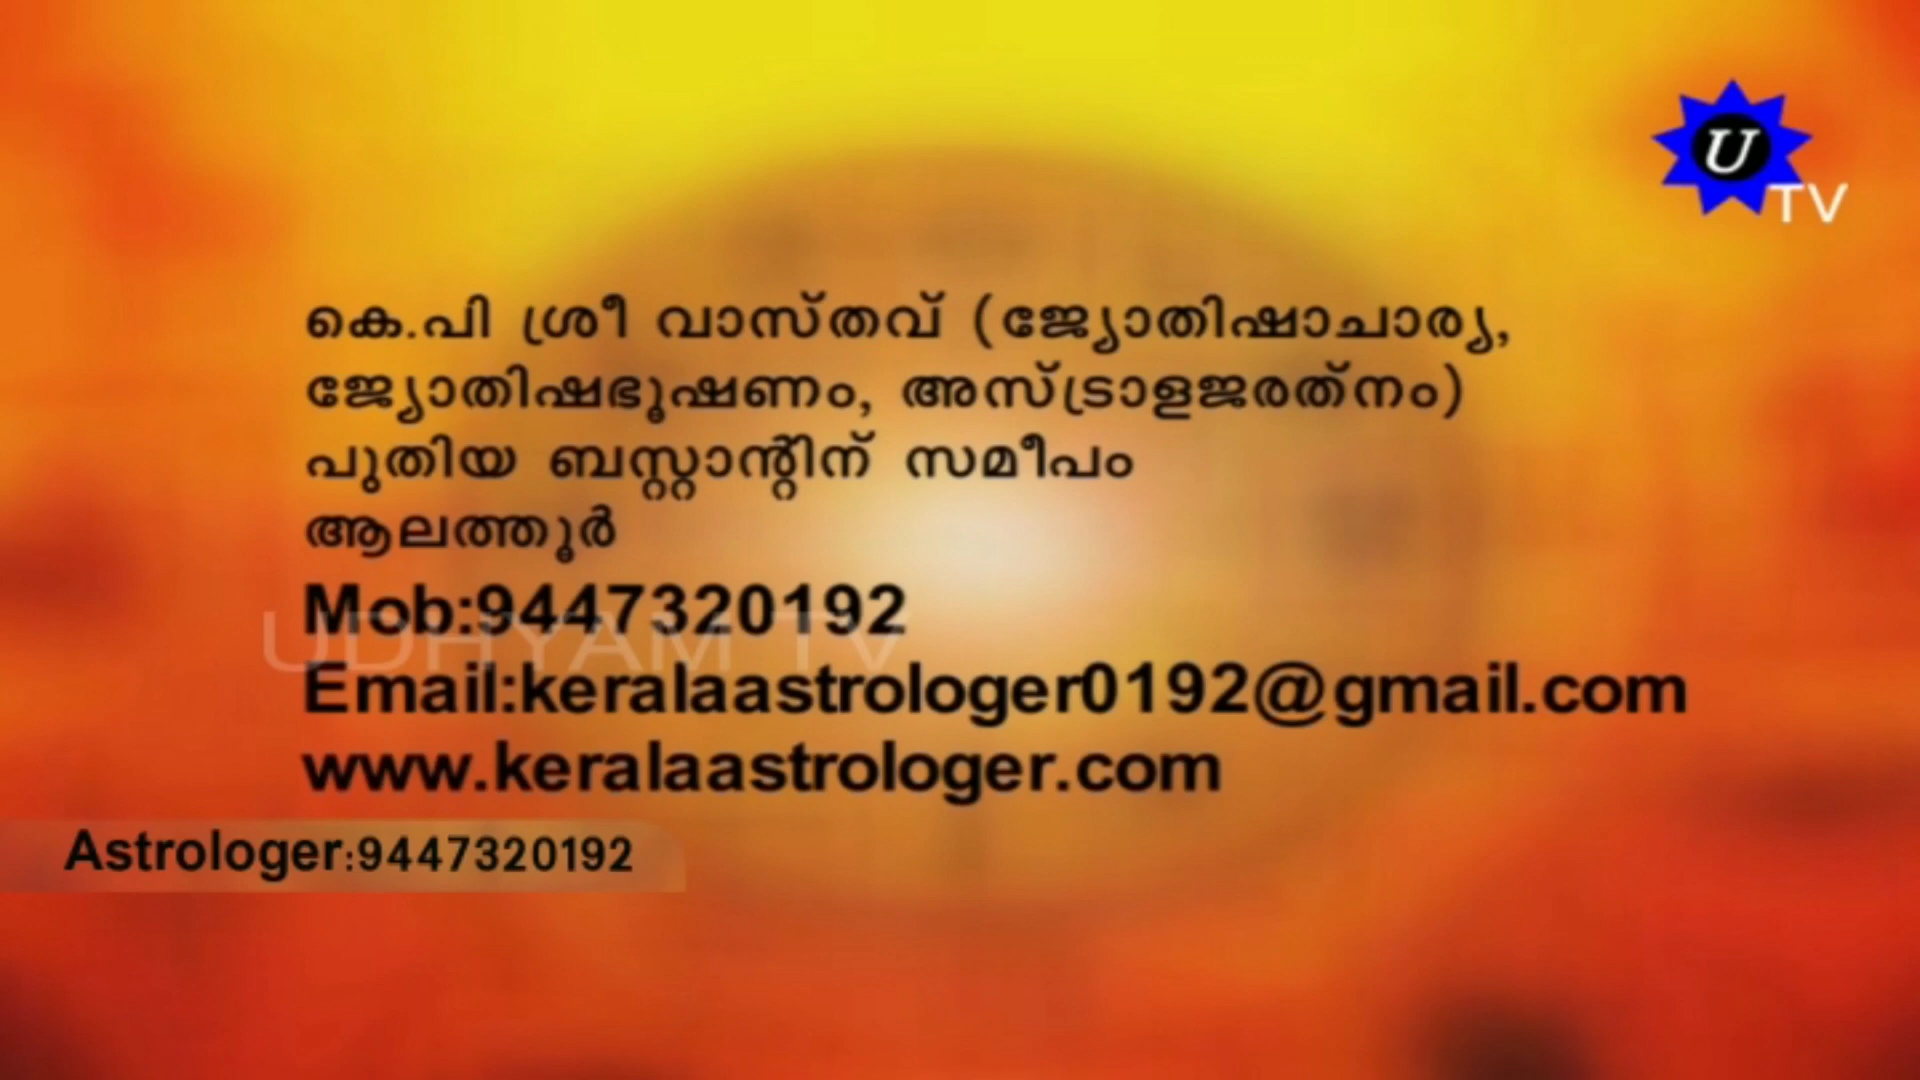 U
TV
കെ.പി ശ്രീ വാസ്തവ് (ജ്യോതിഷാചാര്യ,
ജ്യോതിഷഭൂഷണം, അസ്ട്രാളജരത്നം)
പുതിയ ബസ്സ്റ്റാന്റിന് സമീപം
ആലത്തൂർ
Mob:9447320192
UDHYAM TV
Email:keralaastrologer0192@gmail.com
www.keralaastrologer.com
Astrologer:9447320192